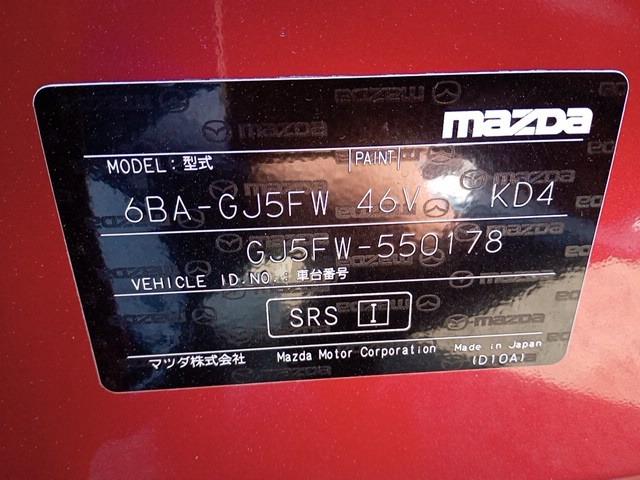 mazda
MODEL: 型式 PAINT
6BA-GJ5FW 46V KD4
GJ5FW-550178
VEHICLE ID.NO.: 車台番号
SRS I
マツダ株式会社 Mazda Motor Corporation Made in Japan
(D10A)